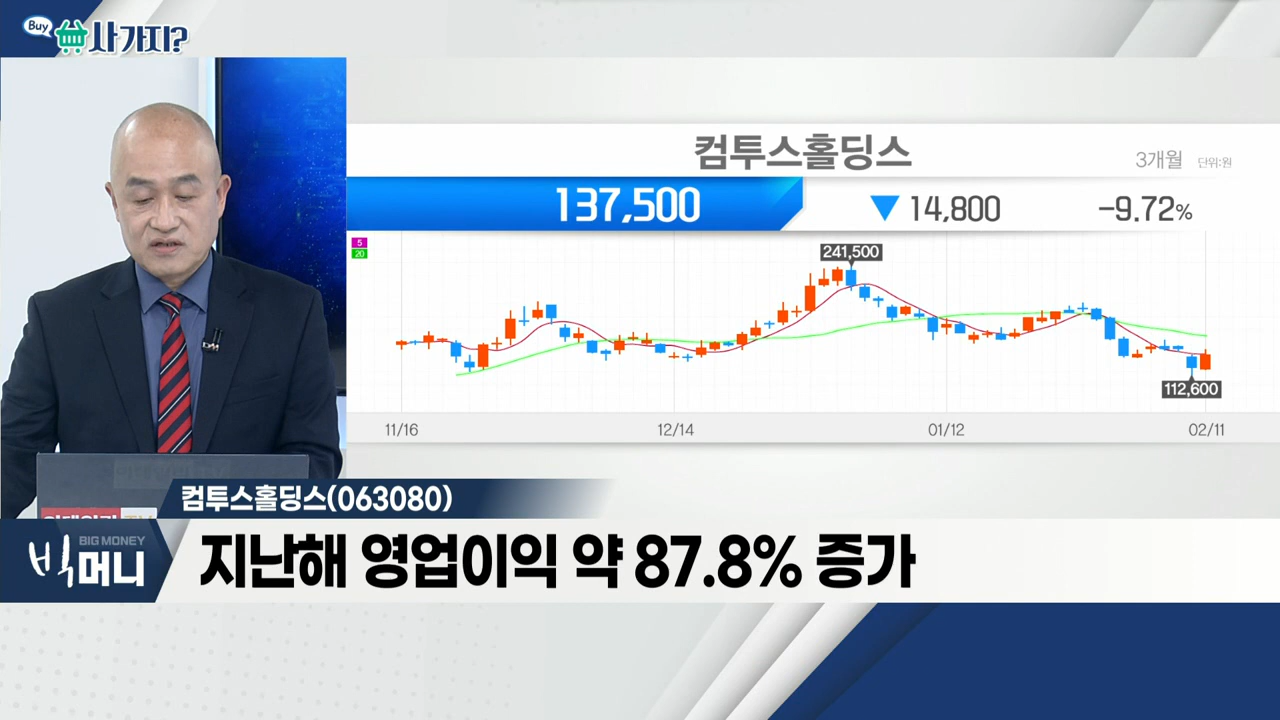 Buy
사가지?
컴투스홀딩스
3개월 단위:원
137,500 ▼14,800 -9.72%
5
20
241,500
112,600
11/16 12/14 01/12 02/11
컴투스홀딩스(063080)
BIG MONEY
빅머니
지난해 영업이익 약 87.8% 증가